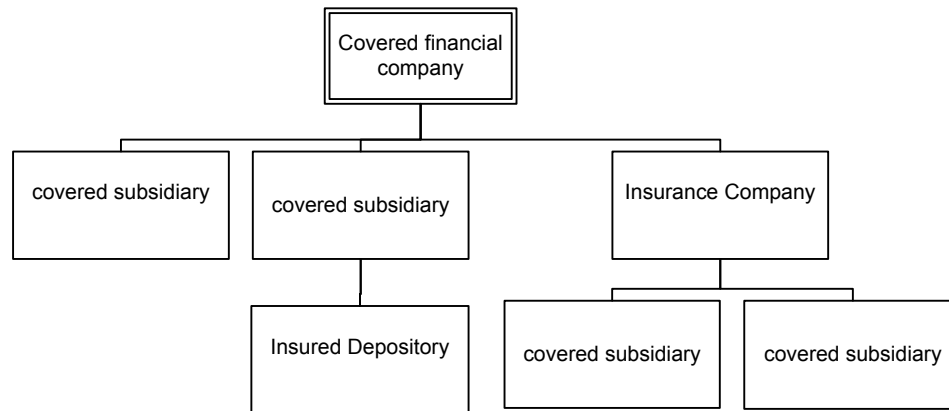 Covered financial
company
covered subsidiary
covered subsidiary
Insurance Company
Insured Depository
covered subsidiary
covered subsidiary